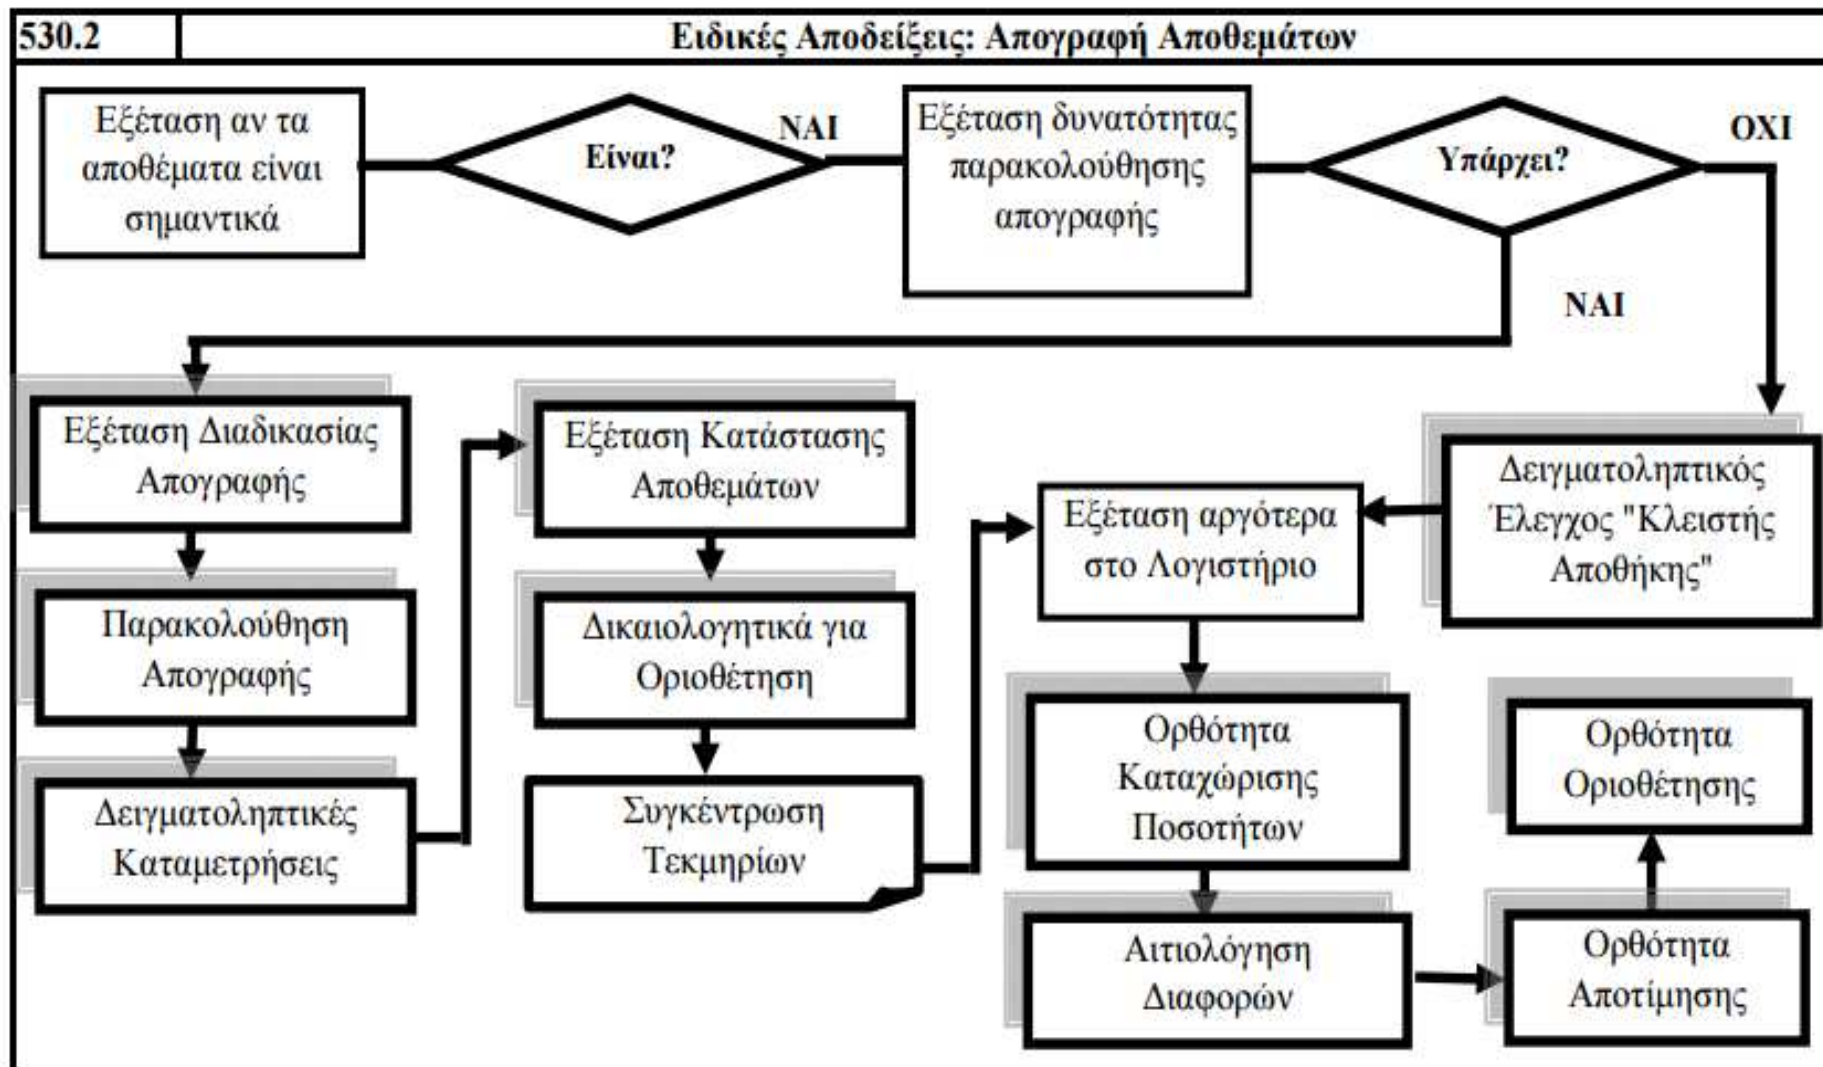 530.2
Ειδικές Αποδείξεις: Απογραφή Αποθεμάτων
Εξέταση αν τα
αποθέματα είναι
σημαντικά
Είναι?
ΝΑΙ
Εξέταση δυνατότητας
παρακολούθησης
απογραφής
Υπάρχει?
ΟΧΙ
ΝΑΙ
Εξέταση Διαδικασίας
Απογραφής
Παρακολούθηση
Απογραφής
Δειγματοληπτικές
Καταμετρήσεις
Εξέταση Κατάστασης
Αποθεμάτων
Δικαιολογητικά για
Οριοθέτηση
Συγκέντρωση
Τεκμηρίων
Εξέταση αργότερα
στο Λογιστήριο
Δειγματοληπτικός
Έλεγχος "Κλειστής
Αποθήκης"
Ορθότητα
Καταχώρισης
Ποσοτήτων
Αιτιολόγηση
Διαφορών
Ορθότητα
Αποτίμησης
Ορθότητα
Οριοθέτησης